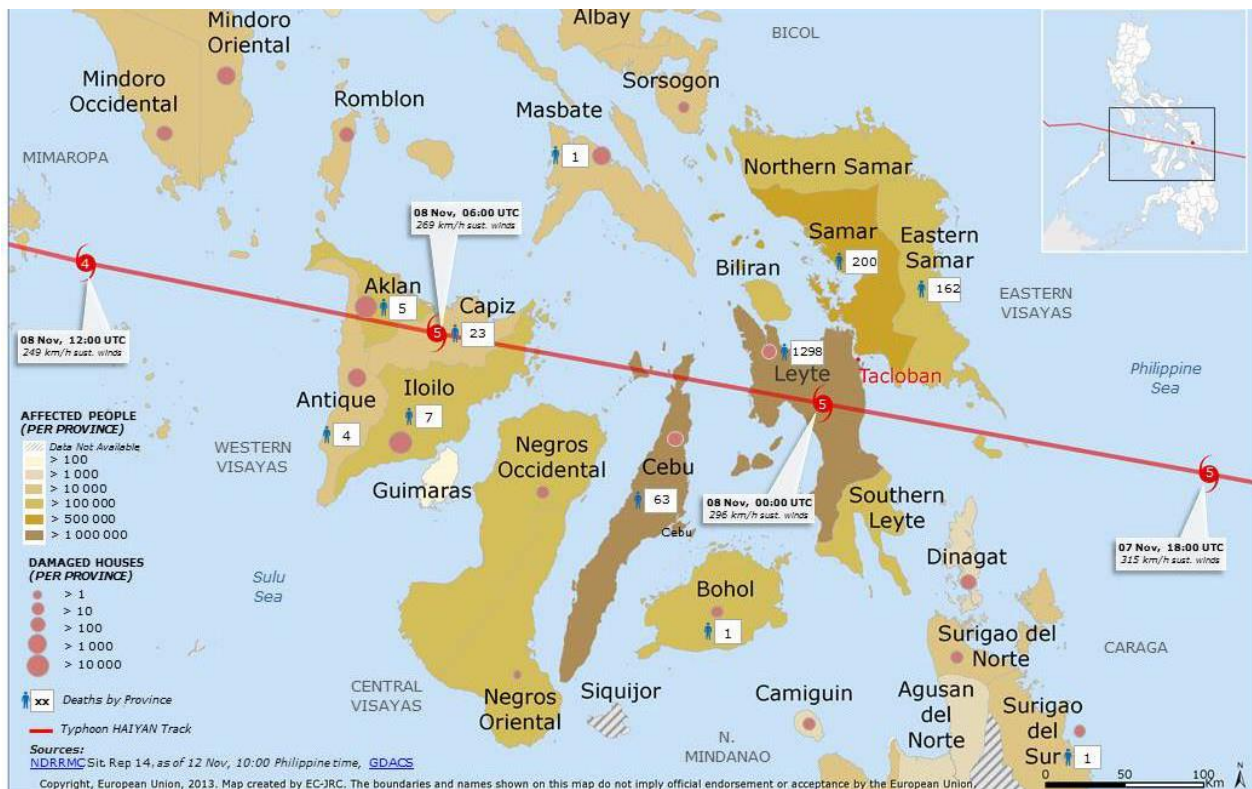 Mindoro
Oriental
Albay
BICOL
Mindoro
Occidental
Romblon
Sorsogon
Masbate
MIMAROPA
1
Northern Samar
08 Nov, 06:00 UTC
269 km/h sust. winds
Samar
200
Eastern
Samar
162
Biliran
EASTERN
VISAYAS
4
Aklan
5
Capiz
5
23
08 Nov, 12:00 UTC
249 km/h sust. winds
1298
Leyte
Tacloban
Philippine
Sea
Iloilo
7
Antique
4
5
5
WESTERN
VISAYAS
Negros
Occidental
Cebu
63
Cebu
Guimaras
08 Nov, 00:00 UTC
296 km/h sust. winds
Southern
Leyte
07 Nov, 18:00 UTC
315 km/h sust. winds
Dinagat
AFFECTED PEOPLE
(PER PROVINCE)
Data Not Available
> 100
> 1 000
> 10 000
> 100 000
> 500 000
> 1 000 000
DAMAGED HOUSES
(PER PROVINCE)
> 1
> 10
> 100
> 1 000
> 10 000
Sulu
Sea
Bohol
1
Surigao del
Norte
CARAGA
CENTRAL
VISAYAS
Negros
Oriental
Siquijor
Camiguin
Agusan
del
Norte
Surigao
del
Sur
1
N.
MINDANAO
xx Deaths by Province
Typhoon HAIYAN Track
Sources:
NDRRMC Sit. Rep 14, as of 12 Nov, 10:00 Philippine time, GDACS
0 50 100
Km
N
Copyright, European Union, 2013. Map created by EC-JRC. The boundaries and names shown on this map do not imply official endorsement or acceptance by the European Union